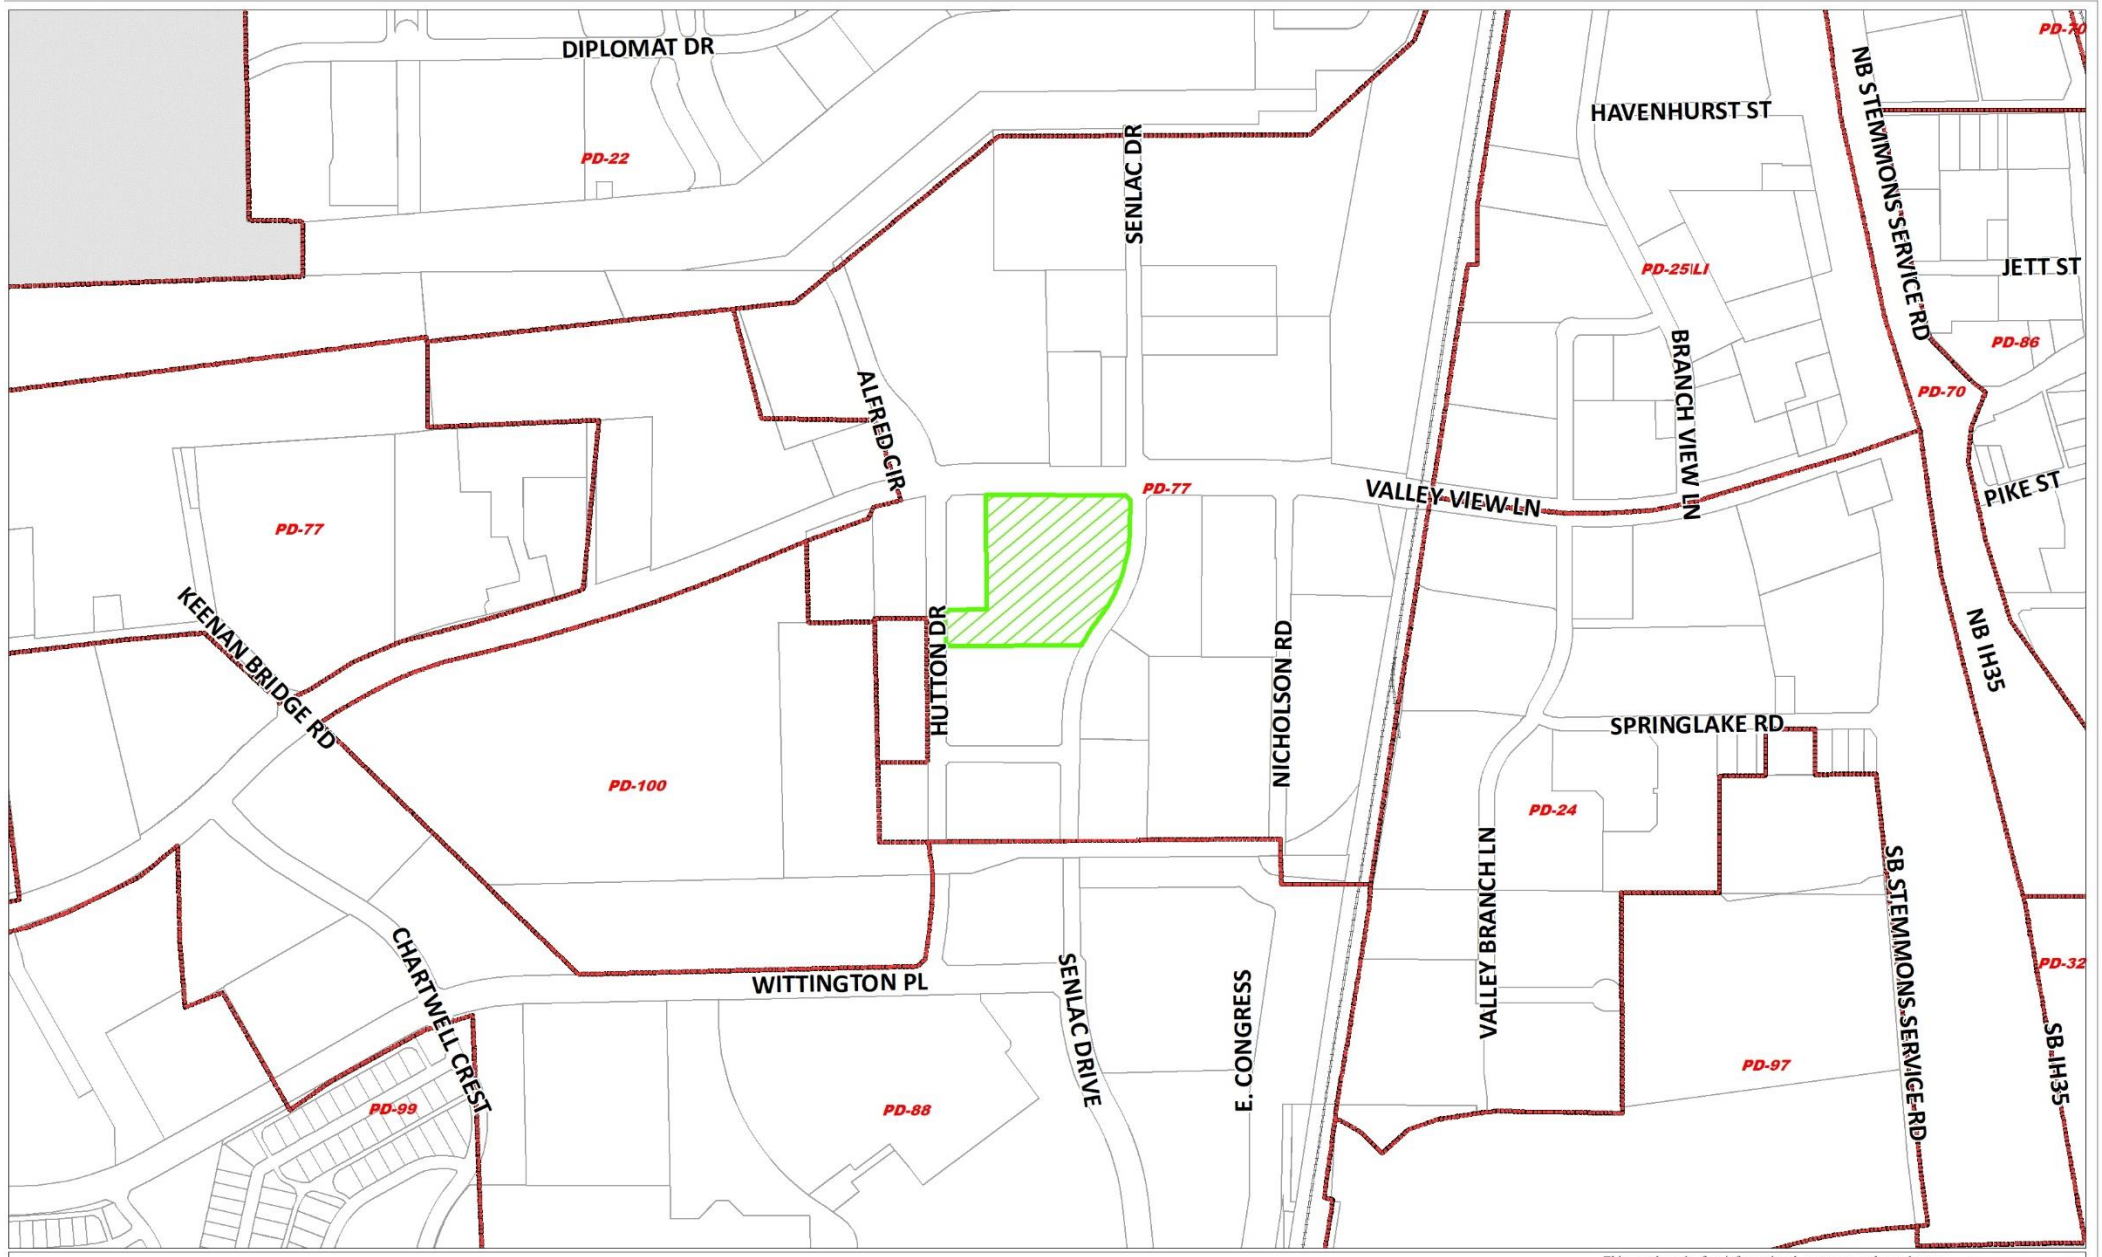 DIPLOMAT DR
PD-70
NB STEMMONS SERVICE RD
HAVENHURST ST
PD-22
SENLAC DR
PD-25
LI
JETT ST
PD-86
BRANCH VIEW LN
PD-70
ALFRED CIR
PD-77
VALLEY VIEW LN
PIKE ST
PD-77
KEENAN BRIDGE RD
HUTTON DR
NICHOLSON RD
NB IH35
SPRINGLAKE RD
PD-100
PD-24
VALLEY BRANCH LN
SB STEMMONS SERVICE RD
CHARTWELL CREST
WITTINGTON PL
SENLAC DRIVE
E. CONGRESS
PD-32
SB IH35
PD-97
PD-99
PD-88